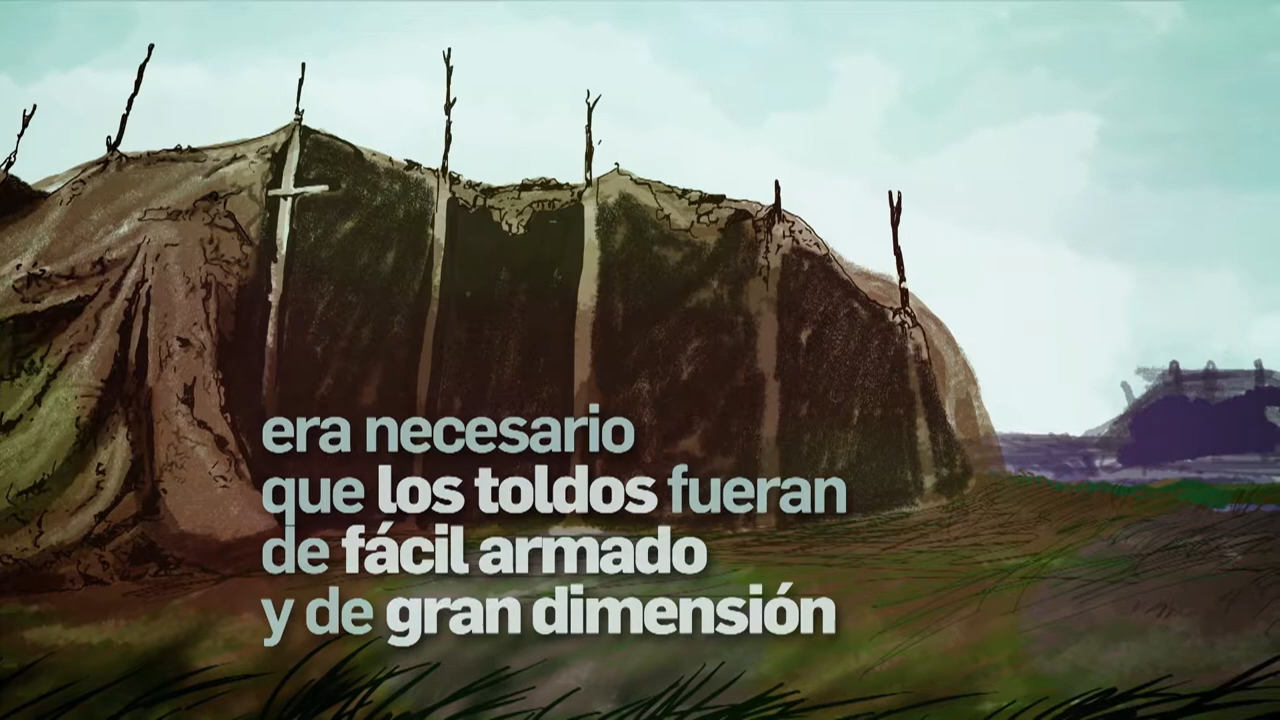 era necesario
que los toldos fueran
de fácil armado
y de gran dimensión